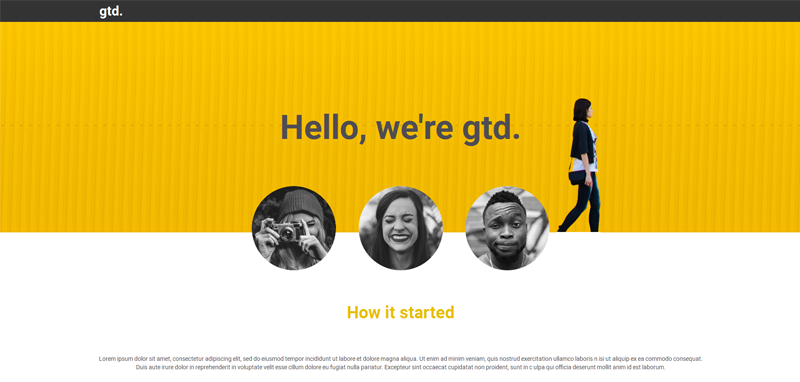 gtd.
Hello, we're gtd.
How it started
Lorem ipsum dolor sit amet, consectetur adipiscing elit, sed do eiusmod tempor incididunt ut labore et dolore magna aliqua. Ut enim ad minim veniam, quis nostrud exercitation ullamco laboris n isi ut aliquip ex ea commodo consequat.
Duis aute irure dolor in reprehenderit in voluptate velit esse cillum dolore eu fugiat nulla pariatur. Excepteur sint occaecat cupidatat non proident, sunt in c ulpa qui officia deserunt mollit anim id est laborum.